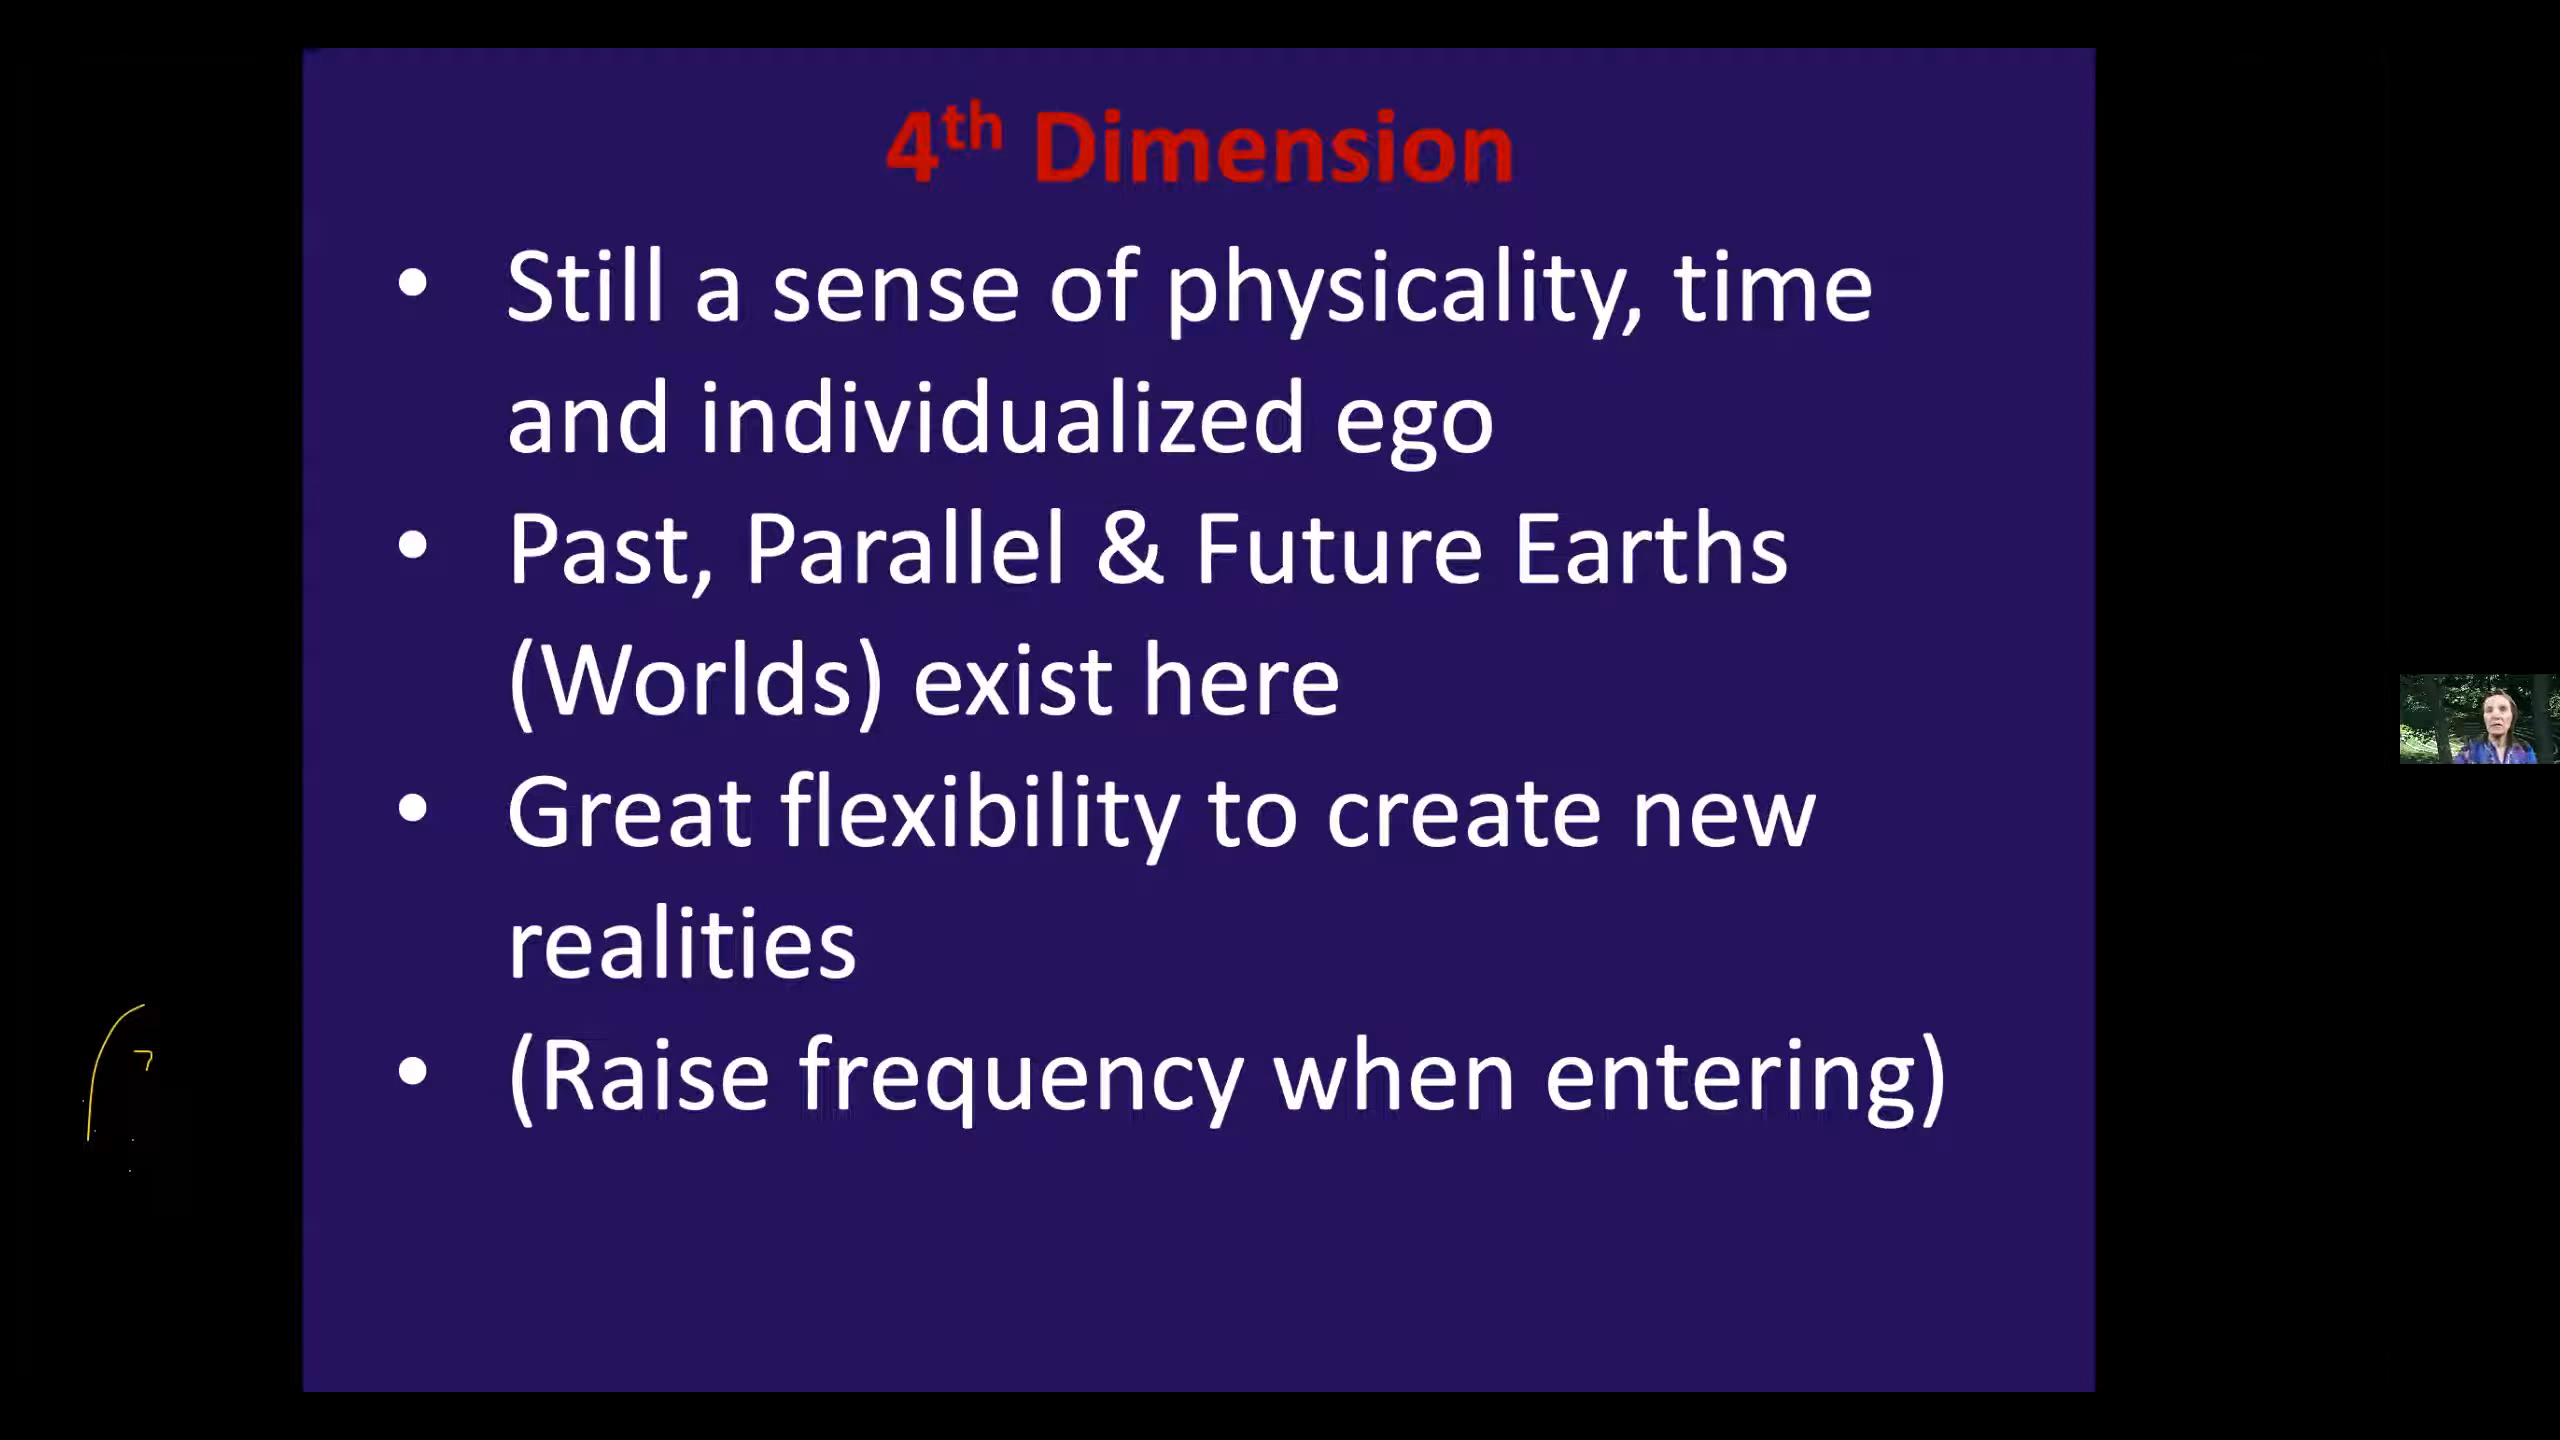 4th Dimension
• Still a sense of physicality, time
and individualized ego
• Past, Parallel & Future Earths
(Worlds) exist here
• Great flexibility to create new
realities
• (Raise frequency when entering)